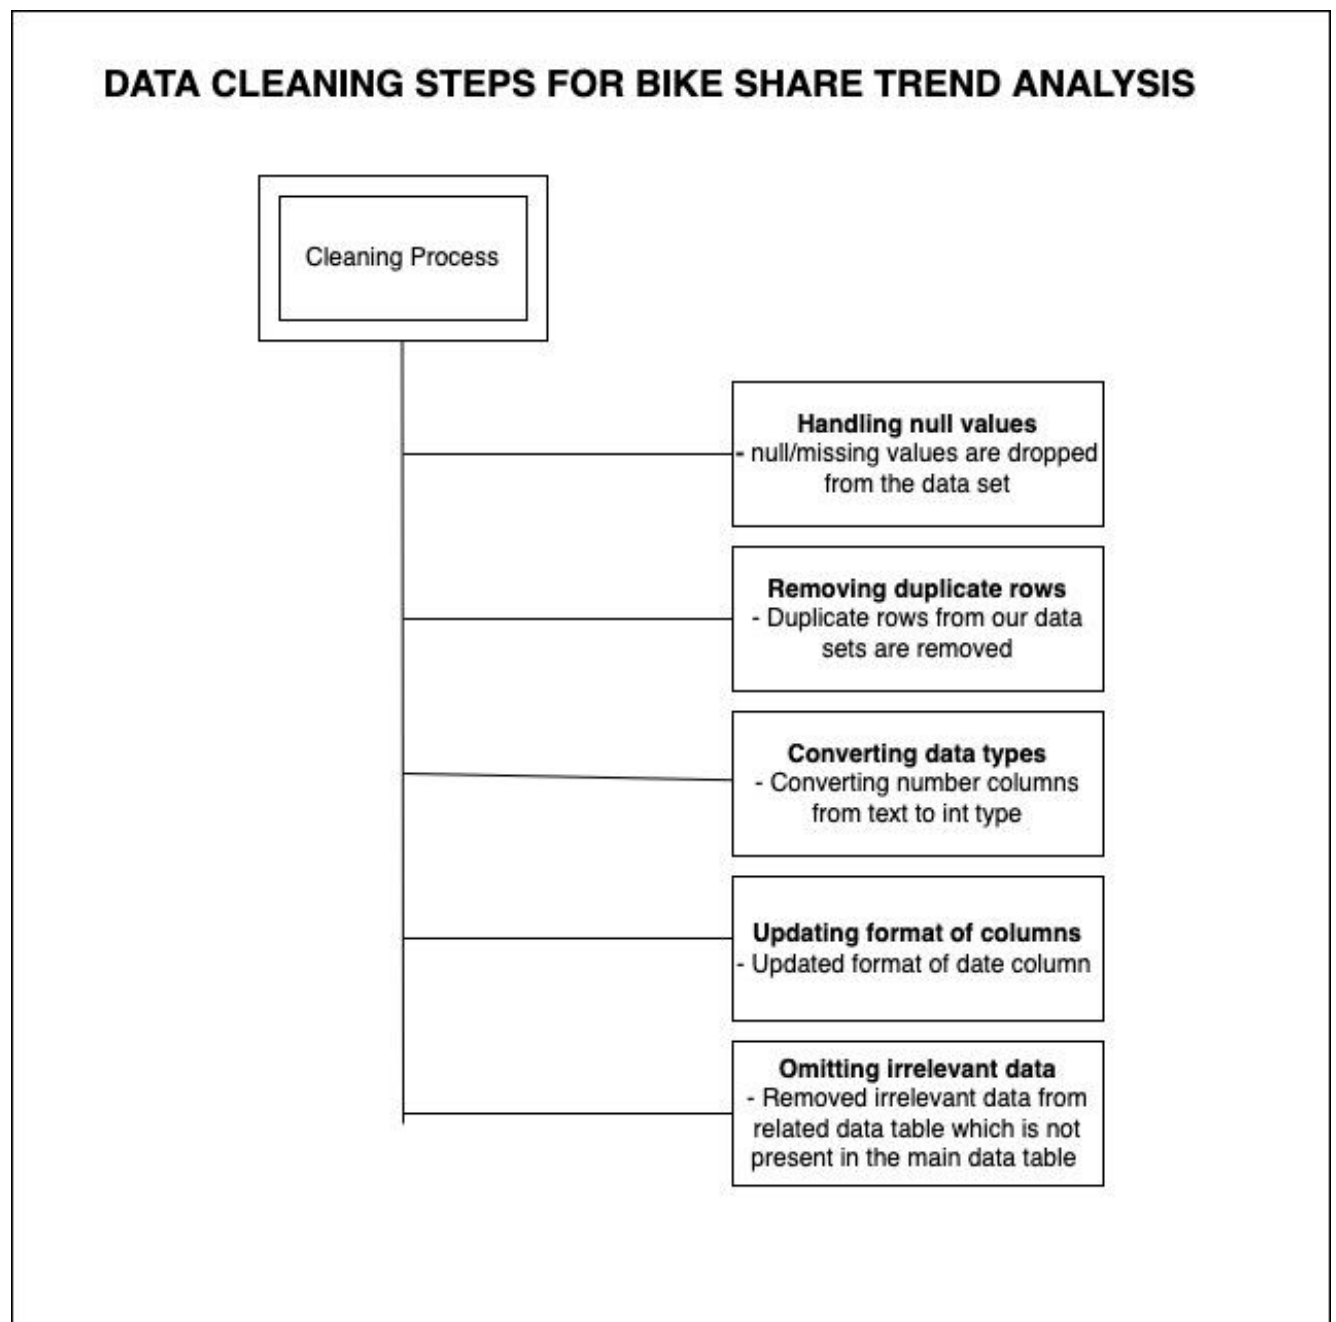 DATA CLEANING STEPS FOR BIKE SHARE TREND ANALYSIS
Cleaning Process
Handling null values
- null/missing values are dropped
from the data set
Removing duplicate rows
- Duplicate rows from our data
sets are removed
Converting data types
- Converting number columns
from text to int type
Updating format of columns
- Updated format of date column
Omitting irrelevant data
- Removed irrelevant data from
related data table which is not
present in the main data table